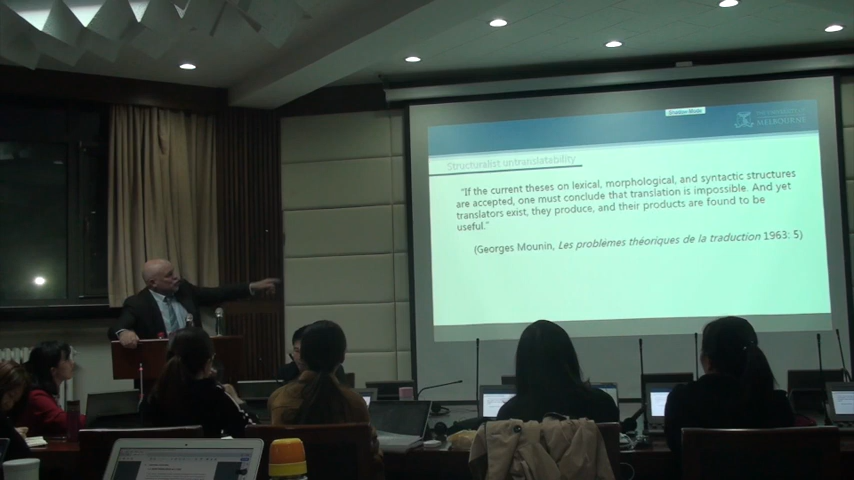 THE UNIVERSITY OF
MELBOURNE
Structuralist untranslatability
"If the current theses on lexical, morphological, and syntactic structures
are accepted, one must conclude that translation is impossible. And yet
translators exist, they produce, and their products are found to be
useful."
(Georges Mounin, Les problèmes théoriques de la traduction 1963: 5)